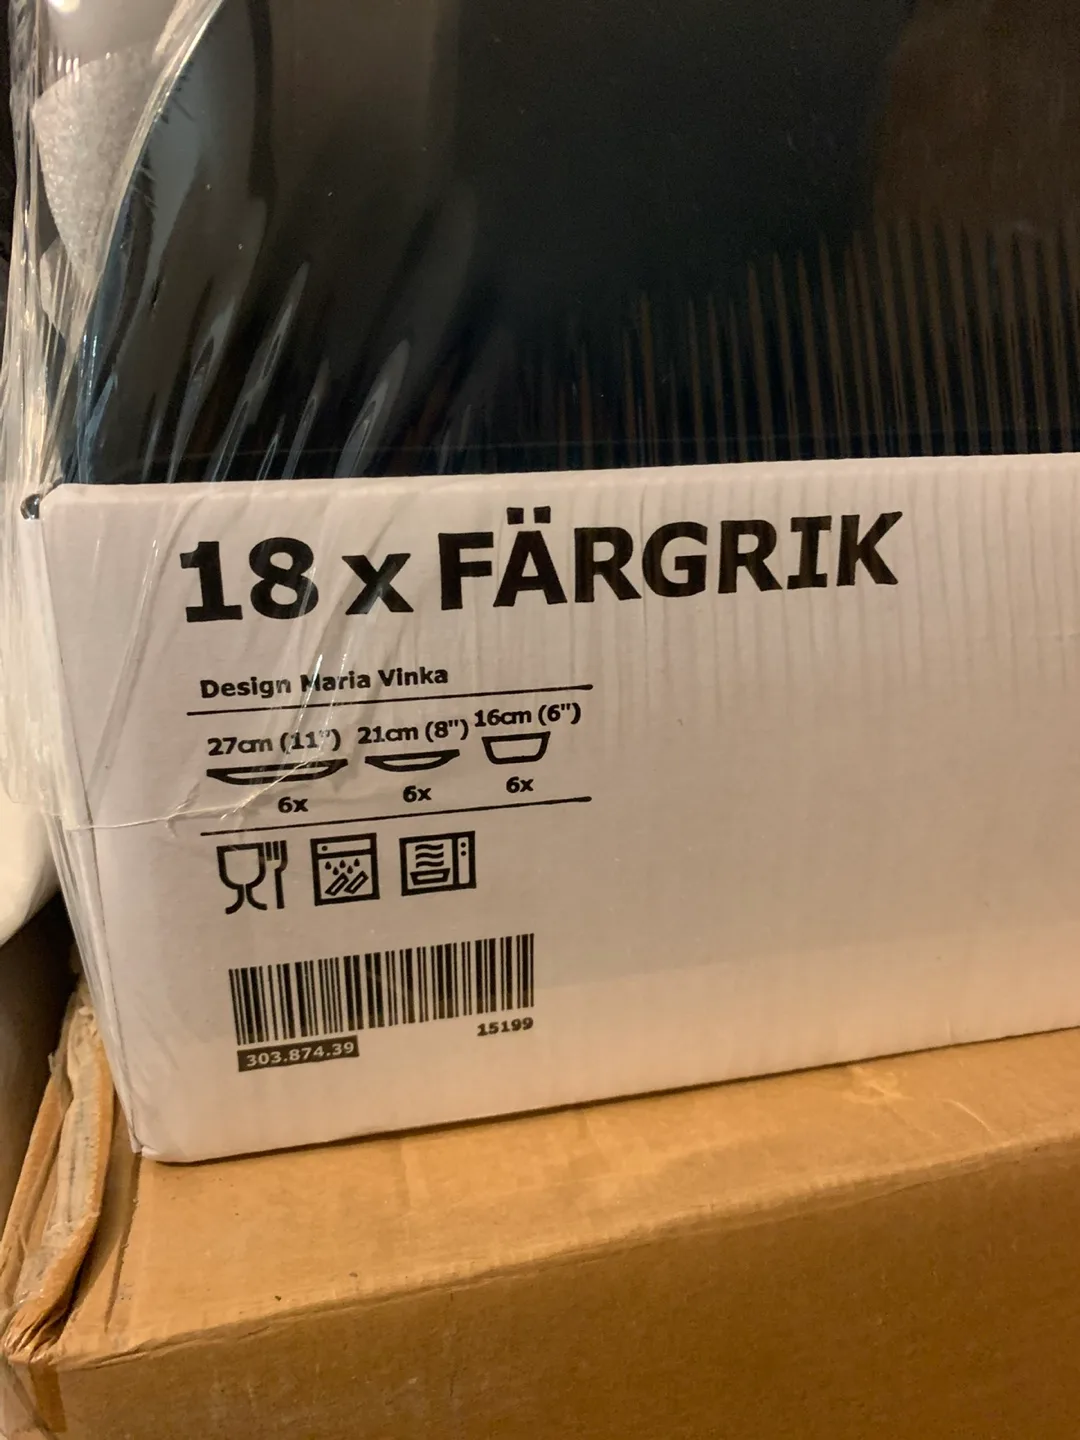 18 x FÄRGRIK
Design Maria Vinka
27cm (11") 21cm (8") 16cm (6")
6x 6x 6x
15199
303.874.39